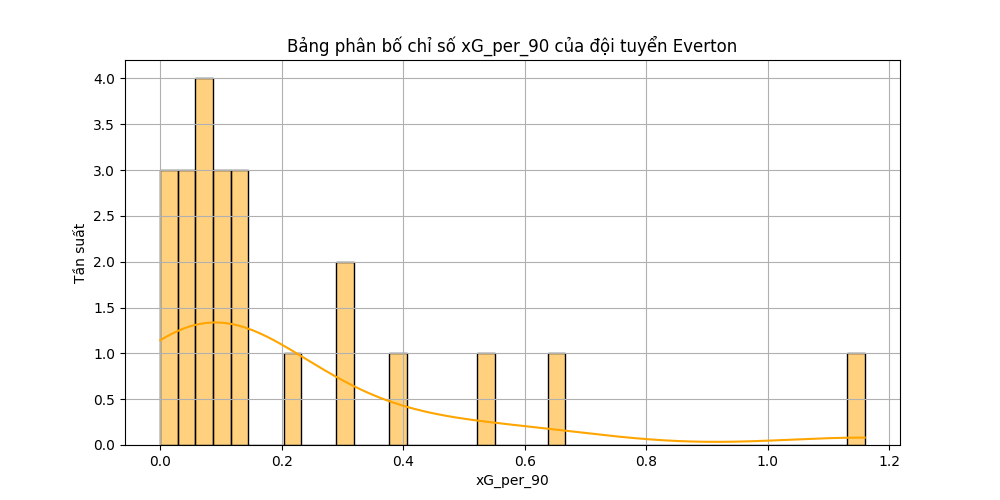 Bảng phân bố chỉ số xG_per_90 của đội tuyển Everton
Tần suất
4.0
3.5
3.0
2.5
2.0
1.5
1.0
0.5
0.0
0.0 0.2 0.4 0.6 0.8 1.0 1.2
xG_per_90